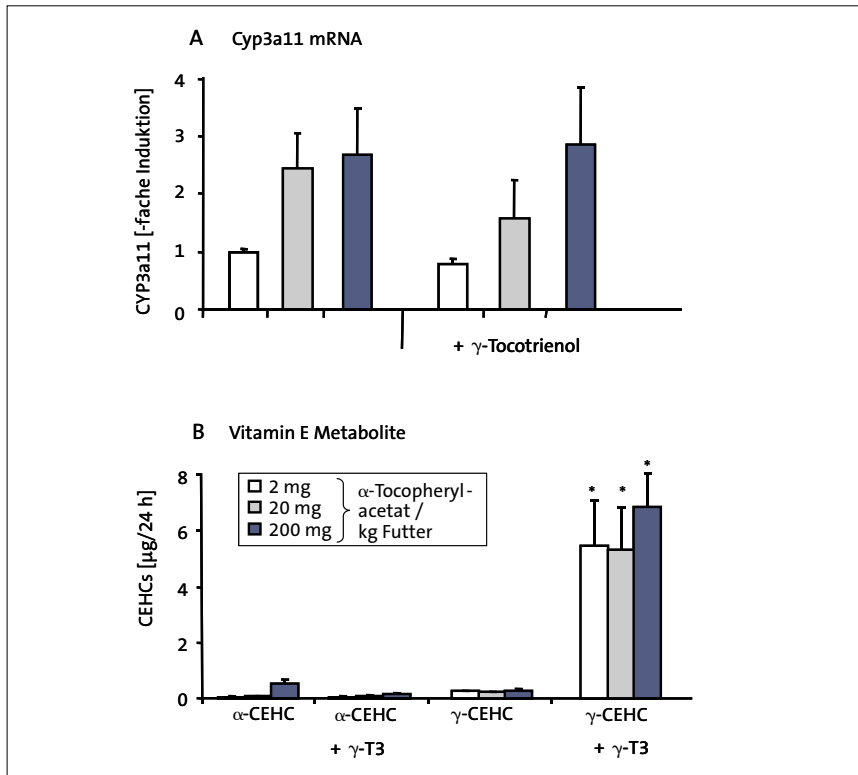 A Cyp3a11 mRNA
CYP3a11 [-fache Induktion]
4
3
2
1
0
+ γ-Tocotrienol
B Vitamin E Metabolite
CEHCs [µg/24 h]
8
6
4
2
0
2 mg
20 mg
200 mg
α-Tocopheryl-
acetat /
kg Futter
* * *
α-CEHC α-CEHC γ-CEHC γ-CEHC
+ γ-T3 + γ-T3